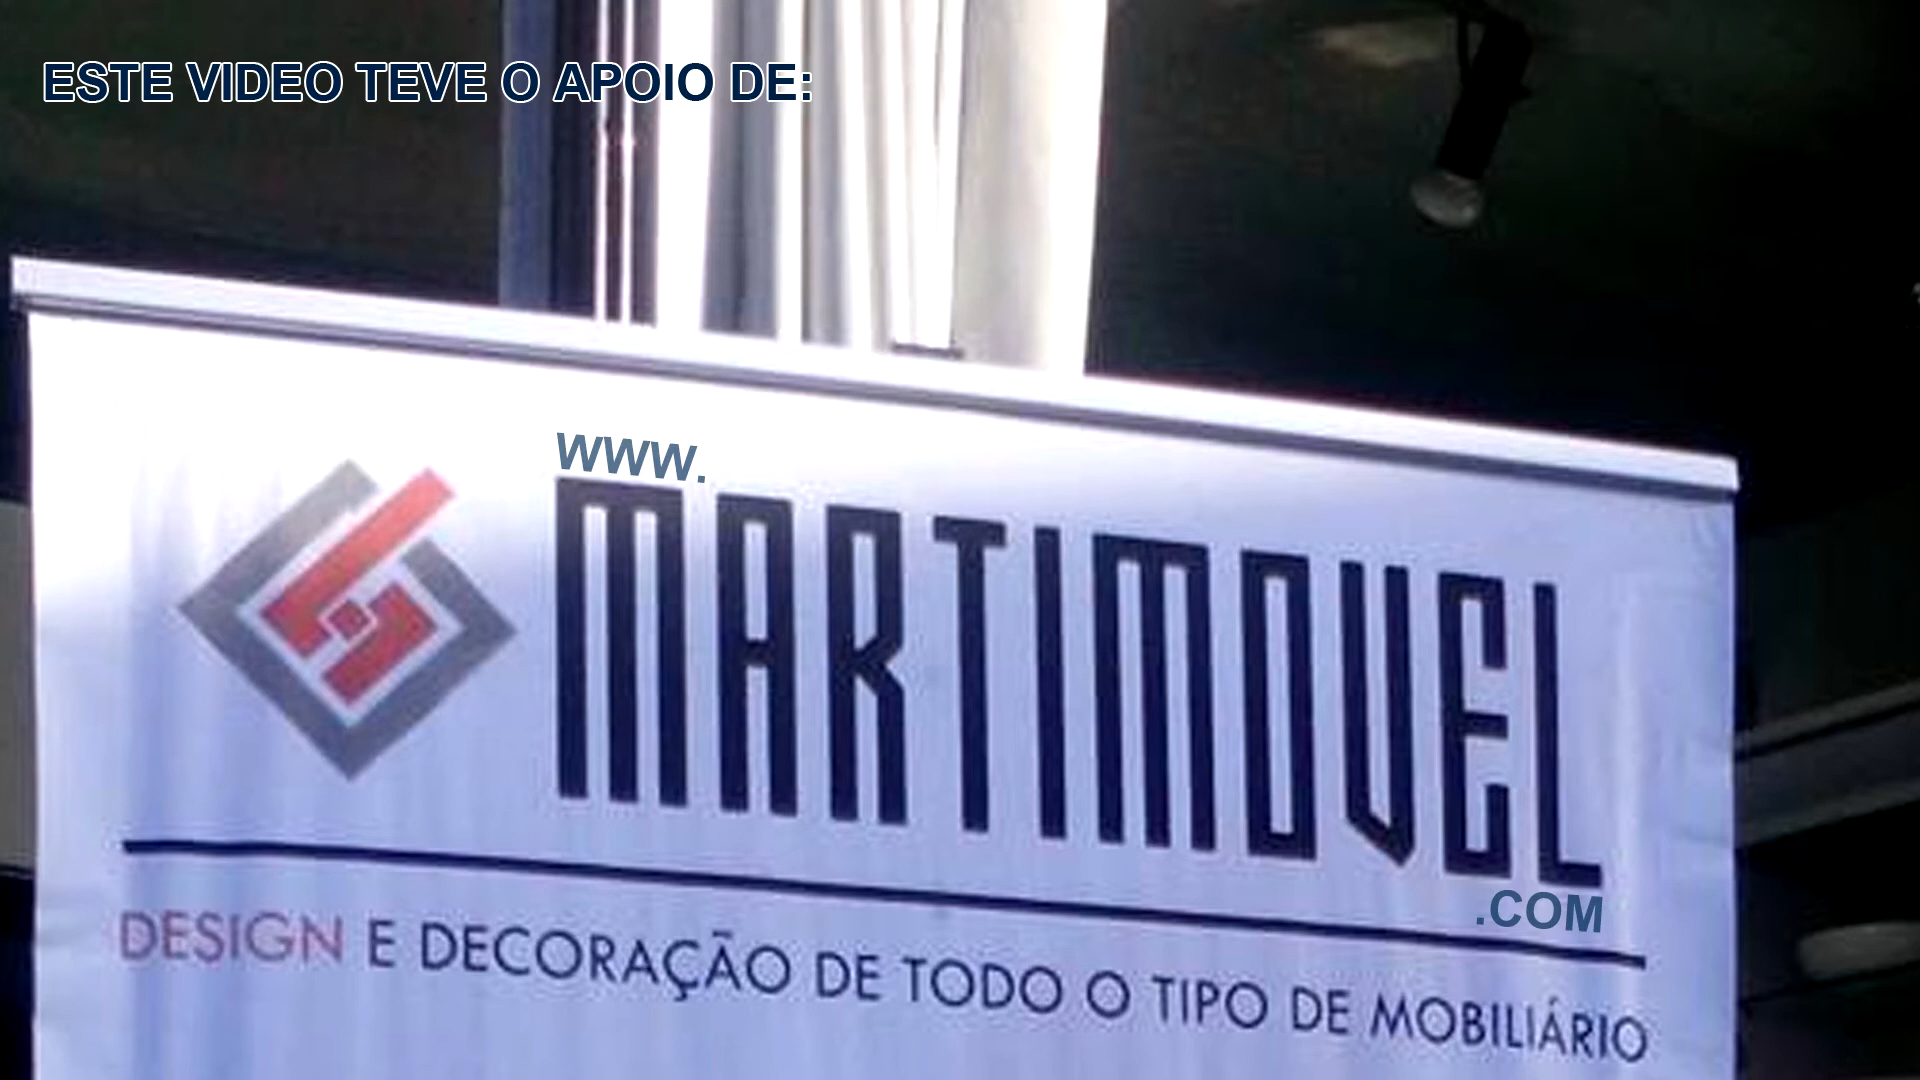 ESTE VIDEO TEVE O APOIO DE:
WWW.
MARTIMOVEL
.COM
DESIGN E DECORAÇÃO DE TODO O TIPO DE MOBILIÁRIO